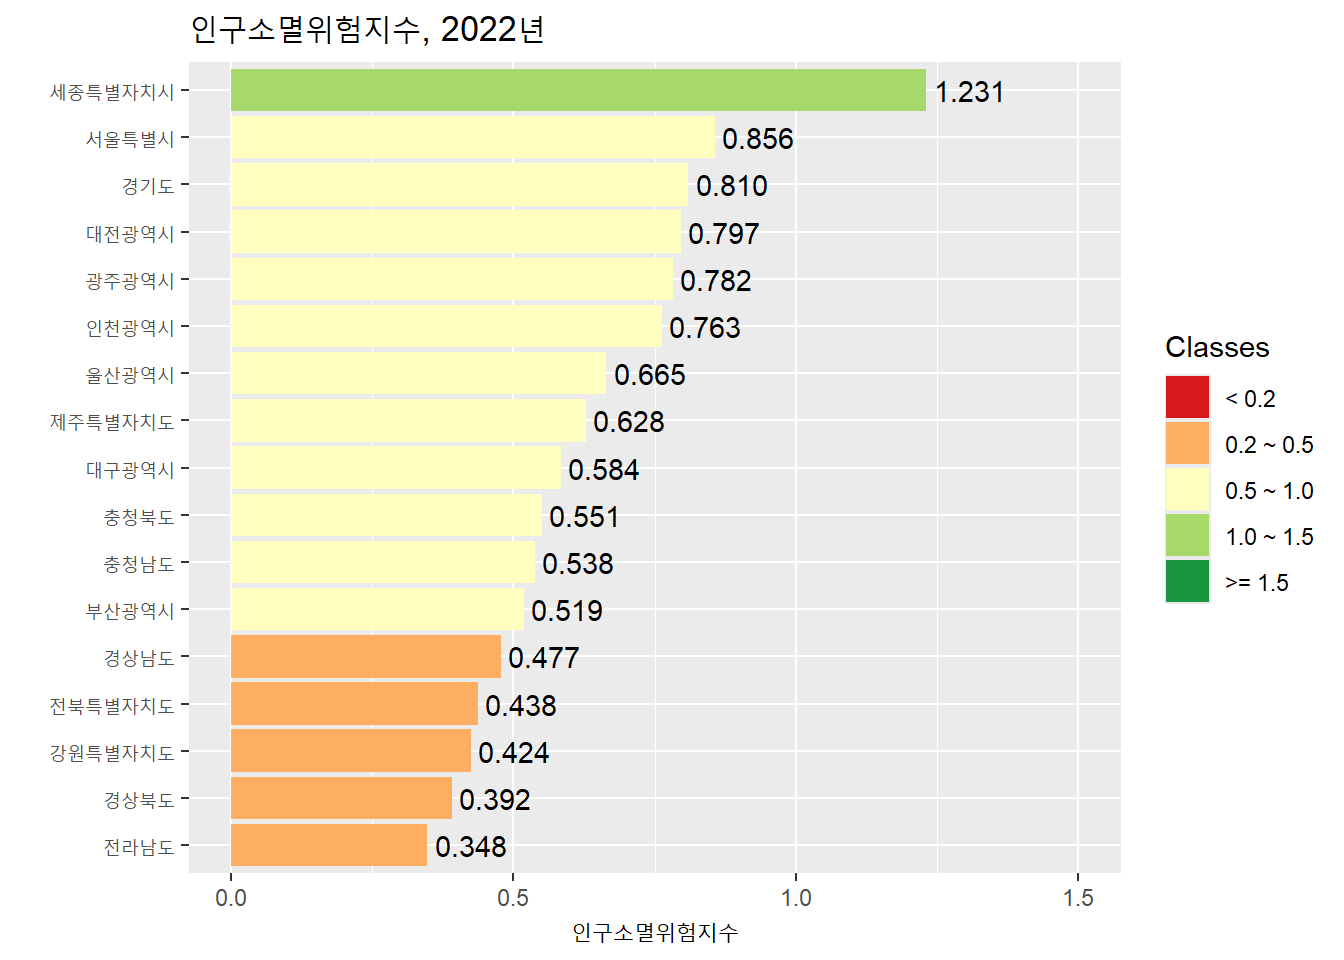 인구소멸위험지수, 2022년
세종특별자치시 1.231
서울특별시 0.856
경기도 0.810
대전광역시 0.797
광주광역시 0.782
인천광역시 0.763
울산광역시 0.665
제주특별자치도 0.628
대구광역시 0.584
충청북도 0.551
충청남도 0.538
부산광역시 0.519
경상남도 0.477
전북특별자치도 0.438
강원특별자치도 0.424
경상북도 0.392
전라남도 0.348
0.0 0.5 1.0 1.5
인구소멸위험지수
Classes
< 0.2
0.2 ~ 0.5
0.5 ~ 1.0
1.0 ~ 1.5
>= 1.5